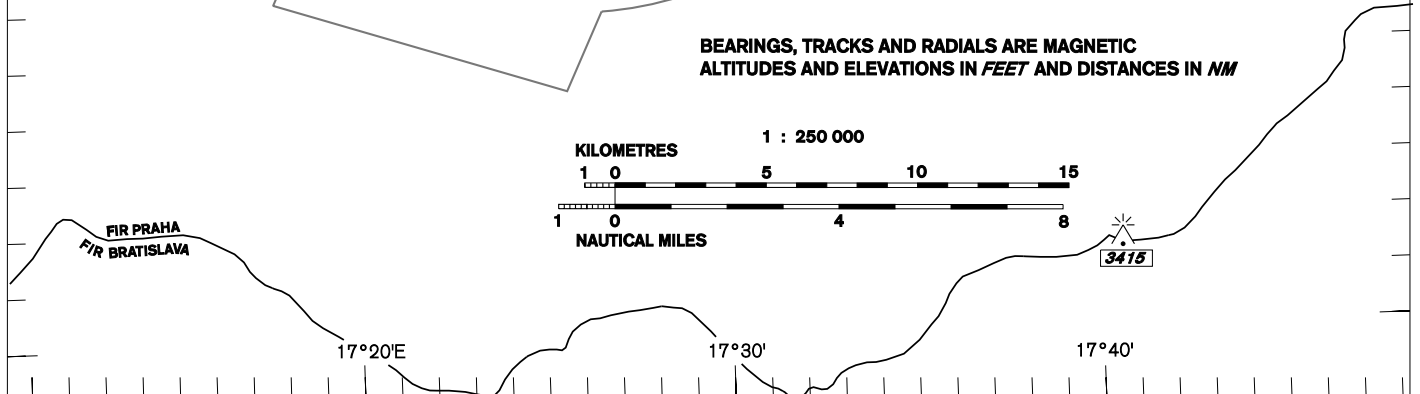 BEARINGS, TRACKS AND RADIALS ARE MAGNETIC
ALTITUDES AND ELEVATIONS IN FEET AND DISTANCES IN NM
1 : 250 000
KILOMETRES
1 0 5 10 15
1 0 4 8
NAUTICAL MILES
FIR PRAHA
FIR BRATISLAVA
3415
17°20'E 17°30' 17°40'